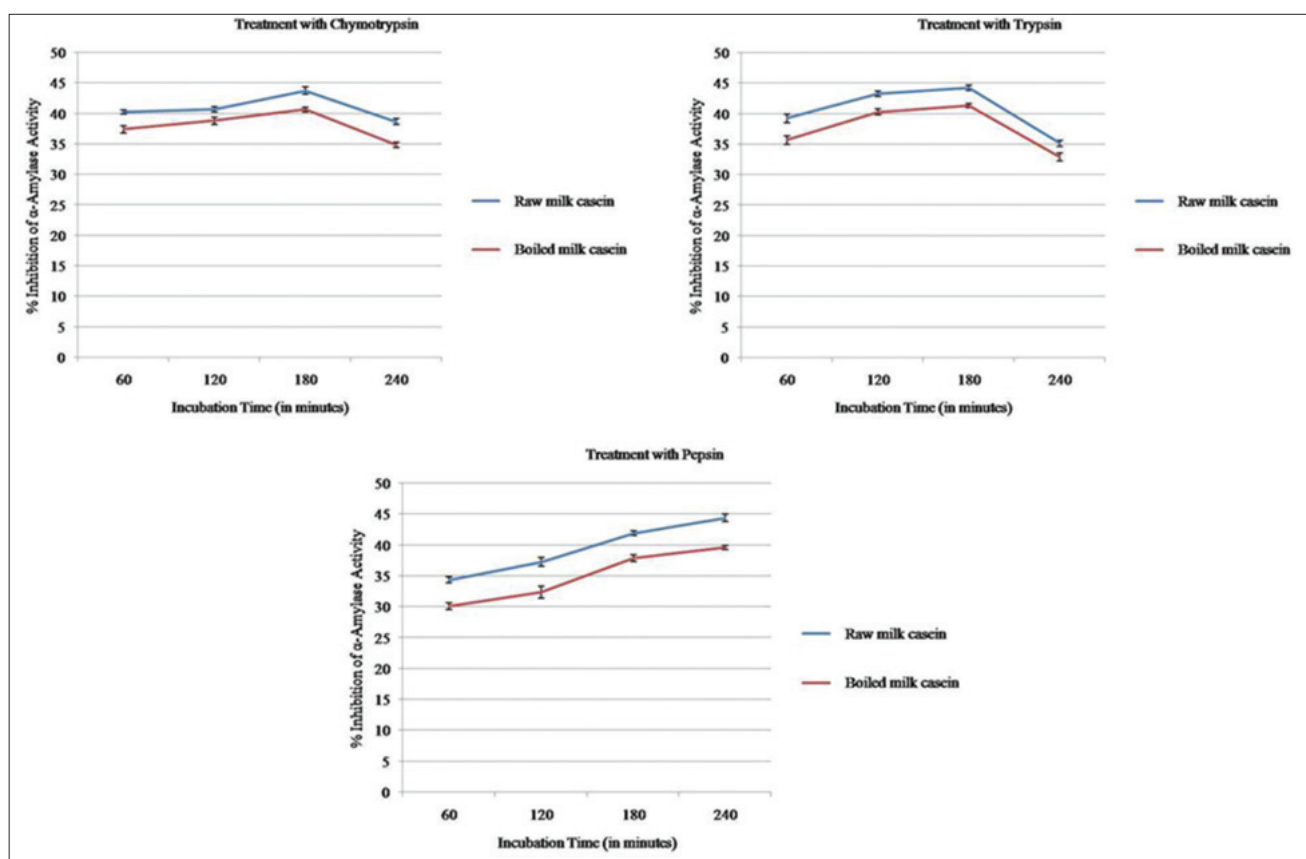 Treatment with Chymotrypsin
50
45
40
35
30
25
20
15
10
5
0
% Inhibition of α-Amylase Activity
60 120 180 240
Incubation Time (in minutes)
Raw milk casein
Boiled milk casein
Treatment with Trypsin
50
45
40
35
30
25
20
15
10
5
0
% Inhibition of α-Amylase Activity
60 120 180 240
Incubation Time (in minutes)
Raw milk casein
Boiled milk casein
Treatment with Pepsin
50
45
40
35
30
25
20
15
10
5
0
% Inhibition of α-Amylase Activity
60 120 180 240
Incubation Time (in minutes)
Raw milk casein
Boiled milk casein